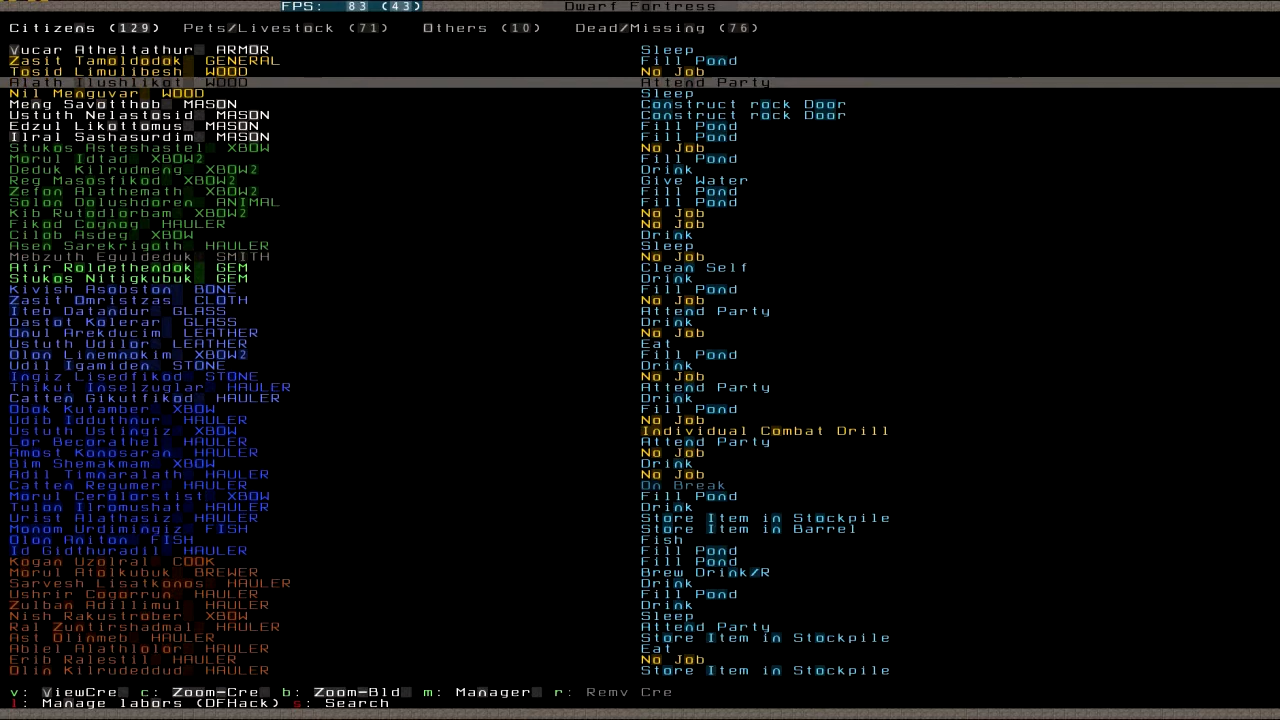 FPS: 83 (43) Dwarf Fortress
Citizens (129) Pets/Livestock (71) Others (10) Dead/Missing (76)
Vucar Atheltathur ARMOR Sleep
Zasit Tamoldodok GENERAL Fill Pond
Tosid Limulibesh WOOD No Job
Alath Ilushlikot WOOD Attend Party
Nil Menguvar WOOD Sleep
Meng Savotthob MASON Construct rock Door
Ustuth Nelastosid MASON Construct rock Door
Edzul Likottomus MASON Fill Pond
Ilral Sashasurdim MASON Fill Pond
Stukos Asteshastel XBOW No Job
Morul Idtad XBOW2 Fill Pond
Deduk Kilrudmeng XBOW2 Drink
Reg Masosfikod XBOW2 Give Water
Zefon Alathemath XBOW2 Fill Pond
Solon Dolushdoren ANIMAL Fill Pond
Kib Rutodlorbam XBOW2 No Job
Fikod Cognog HAULER No Job
Cilob Asdeg XBOW Drink
Asen Sarekrigoth HAULER Sleep
Mebzuth Eguldeduk SMITH No Job
Atir Roldethendok GEM Clean Self
Stukos Nitigkubuk GEM Drink
Kivish Asobston BONE Fill Pond
Zasit Omristzas CLOTH No Job
Iteb Datandur GLASS Attend Party
Dastot Kolerar GLASS Drink
Onul Arekducim LEATHER No Job
Ustuth Udilor LEATHER Eat
Olon Linemnokim XBOW2 Fill Pond
Udil Igamiden STONE Drink
Ingiz Lisedfikod STONE No Job
Thikut Inselzuglar HAULER Attend Party
Catten Gikutfikod HAULER Drink
Obok Kutamber XBOW Fill Pond
Udib Idduthnur HAULER No Job
Ustuth Ustingiz XBOW Individual Combat Drill
Lor Becorathel HAULER Attend Party
Amost Konosaran HAULER No Job
Bim Shemakmam XBOW Drink
Adil Timnaralath HAULER No Job
Catten Regumer HAULER On Break
Morul Cerolorstist XBOW Fill Pond
Tulon Ilromushat HAULER Drink
Urist Alathasiz HAULER Store Item in Stockpile
Monom Urdimingiz FISH Store Item in Barrel
Olon Aniton FISH Fish
Id Gidthuradil HAULER Fill Pond
Kogan Uzolral COOK Fill Pond
Morul Atolkubuk BREWER Brew Drink/R
Sarvesh Lisatkonos HAULER Drink
Ushrir Cogorrun HAULER Fill Pond
Zulban Adillimul HAULER Drink
Nish Rakustrober XBOW Sleep
Ral Zuntirshadmal HAULER Attend Party
Ast Olinmeb HAULER Store Item in Stockpile
Ablel Alathlolor HAULER Eat
Erib Ralestil HAULER No Job
Olin Kilrudeddud HAULER Store Item in Stockpile
v: ViewCre c: Zoom-Cre b: Zoom-Bld m: Manager r: Remv Cre
l: Manage labors (DFHack) s: Search